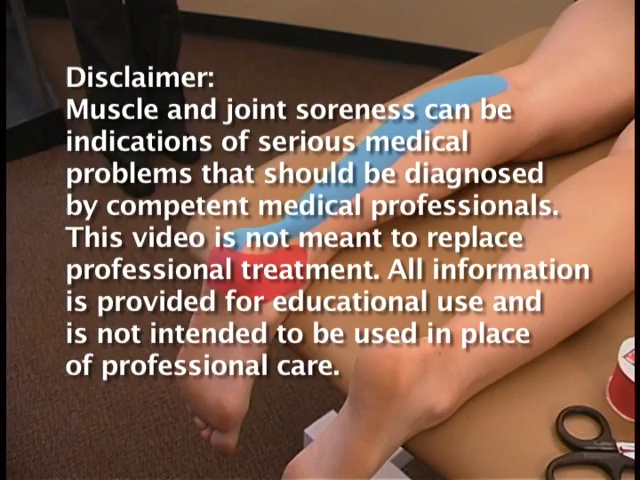 Disclaimer:
Muscle and joint soreness can be
indications of serious medical
problems that should be diagnosed
by competent medical professionals.
This video is not meant to replace
professional treatment. All information
is provided for educational use and
is not intended to be used in place
of professional care.